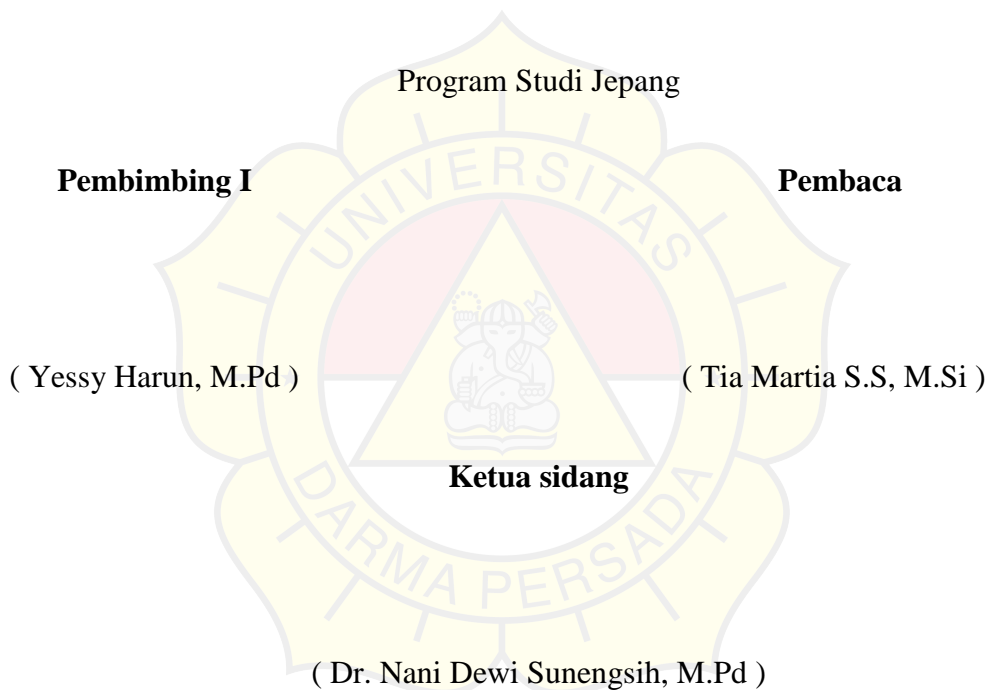 Program Studi Jepang
Pembimbing I Pembaca
UNIVERSITAS
( Yessy Harun, M.Pd ) ( Tia Martia S.S, M.Si )
Ketua sidang
DARMA PERSADA
( Dr. Nani Dewi Sunengsih, M.Pd )